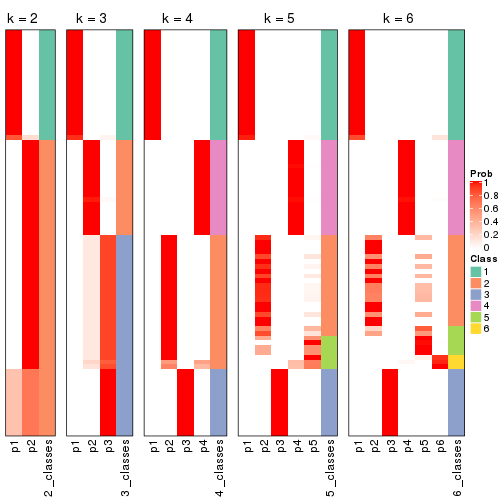 k = 2
k = 3
k = 4
k = 5
k = 6
Prob
1
0.8
0.6
0.4
0.2
0
Class
1
2
3
4
5
6
p1
p2
2_classes
p1
p2
p3
3_classes
p1
p2
p3
p4
4_classes
p1
p2
p3
p4
p5
5_classes
p1
p2
p3
p4
p5
p6
6_classes